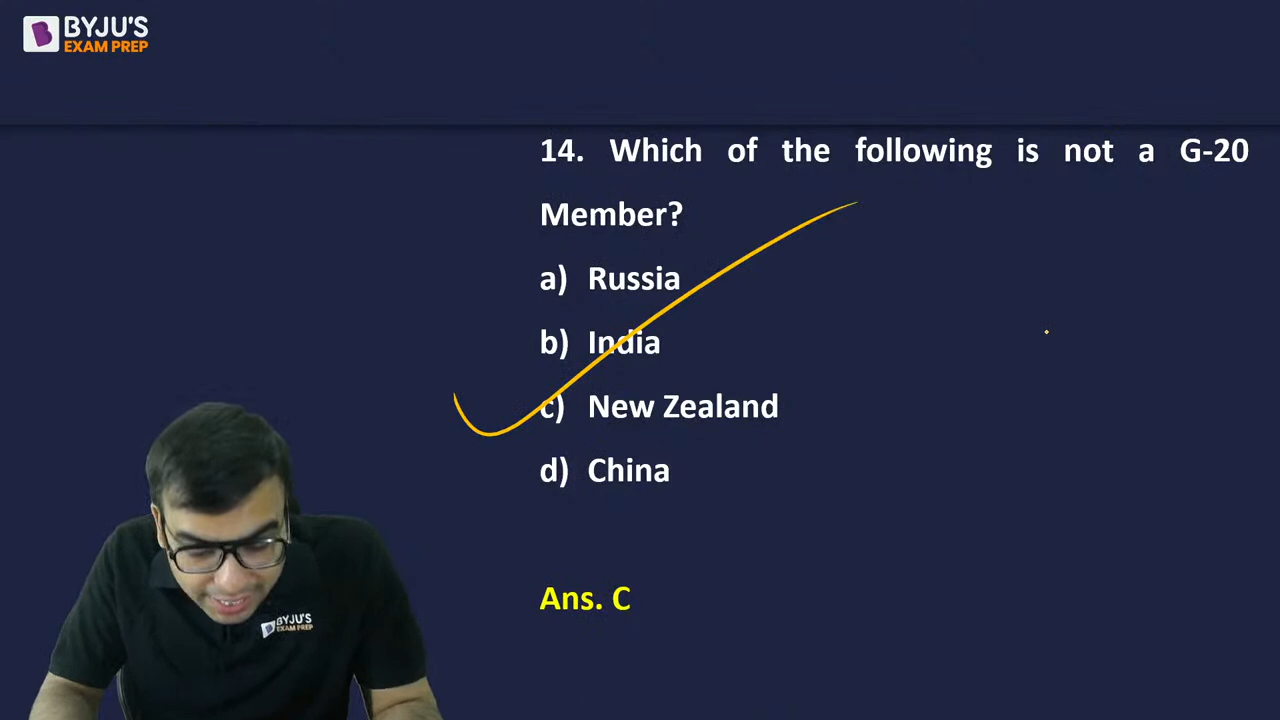 BYJU'S
EXAM PREP
14. Which of the following is not a G-20
Member?
a) Russia
b) India
c) New Zealand
d) China
Ans. C
BYJU'S
EXAM PREP